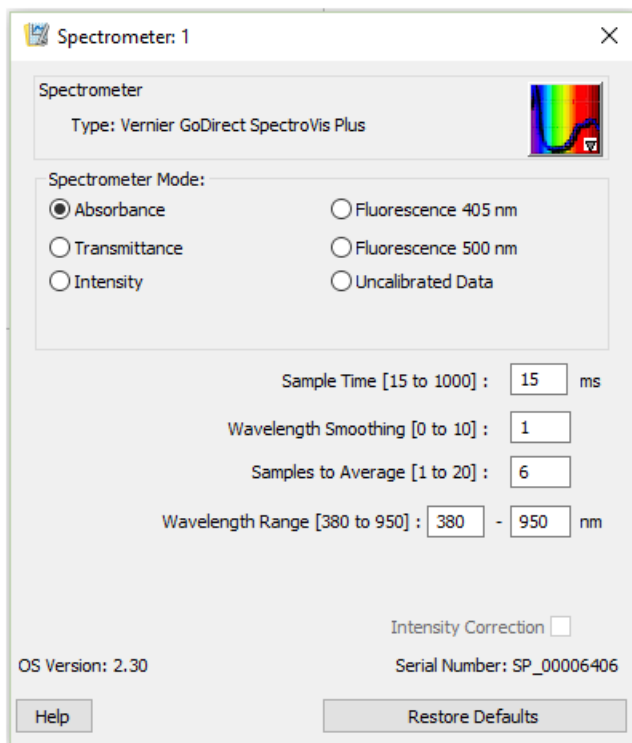 Spectrometer: 1
Spectrometer
Type: Vernier GoDirect SpectroVis Plus
Spectrometer Mode:
Absorbance
Fluorescence 405 nm
Transmittance
Fluorescence 500 nm
Intensity
Uncalibrated Data
Sample Time [15 to 1000] : 15 ms
Wavelength Smoothing [0 to 10] : 1
Samples to Average [1 to 20] : 6
Wavelength Range [380 to 950] : 380 - 950 nm
Intensity Correction
OS Version: 2.30
Serial Number: SP_00006406
Help
Restore Defaults